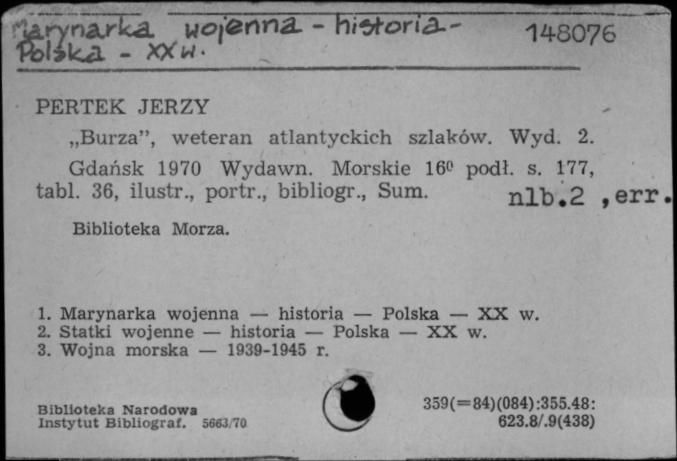 Marynarka wojenna - historia -
Polska - XX w.
148076
PERTEK JERZY
„Burza”, weteran atlantyckich szlaków. Wyd. 2.
Gdańsk 1970 Wydawn. Morskie 16⁰ podł. s. 177,
tabl. 36, ilustr., portr., bibliogr., Sum. nlb.2 ,err.
Biblioteka Morza.
1. Marynarka wojenna — historia — Polska — XX w.
2. Statki wojenne — historia — Polska — XX w.
3. Wojna morska — 1939-1945 r.
Biblioteka Narodowa
Instytut Bibliograf. 5663/70
359(=84)(084):355.48:
623.8/.9(438)